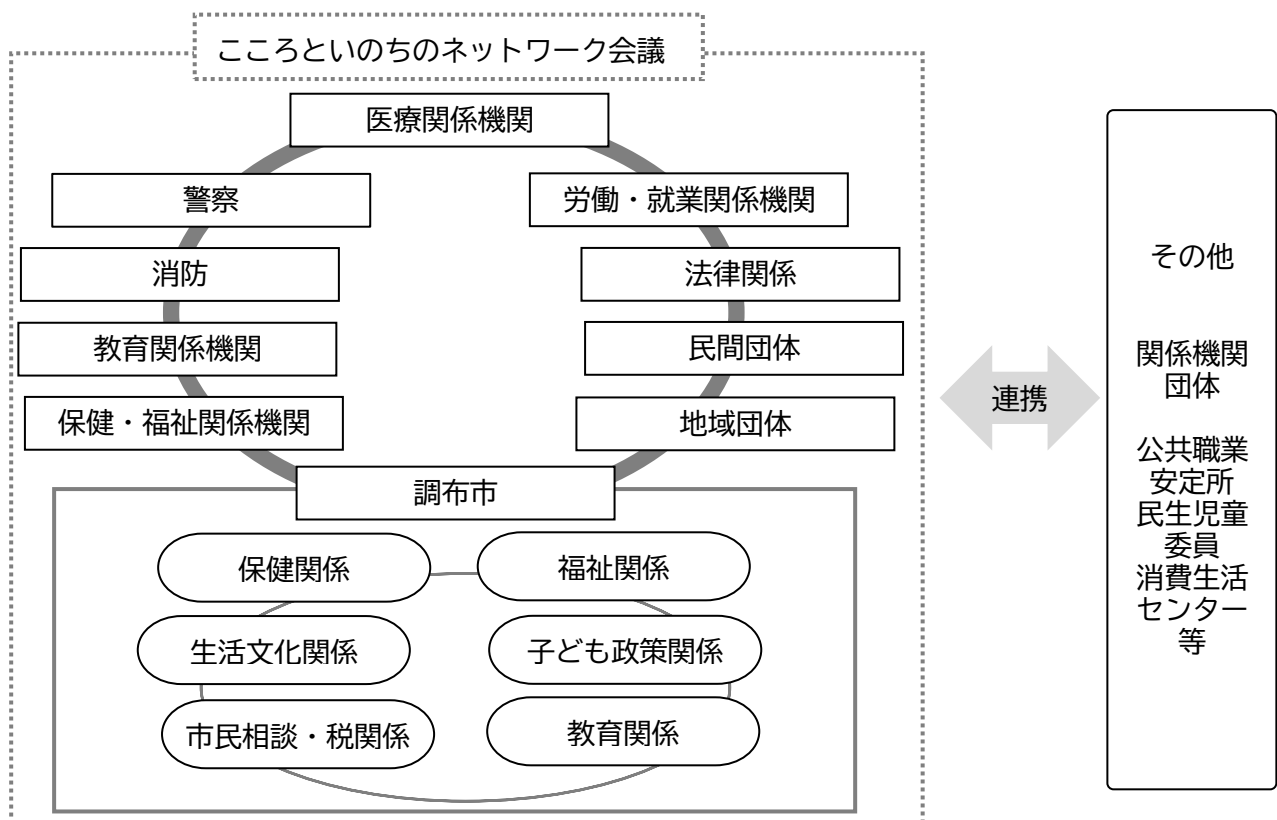 こころといのちのネットワーク会議
医療関係機関
警察
労働・就業関係機関
消防
法律関係
教育関係機関
民間団体
保健・福祉関係機関
地域団体
調布市
保健関係
福祉関係
生活文化関係
子ども政策関係
市民相談・税関係
教育関係
連携
その他
関係機関
団体
公共職業
安定所
民生児童
委員
消費生活
センター
等